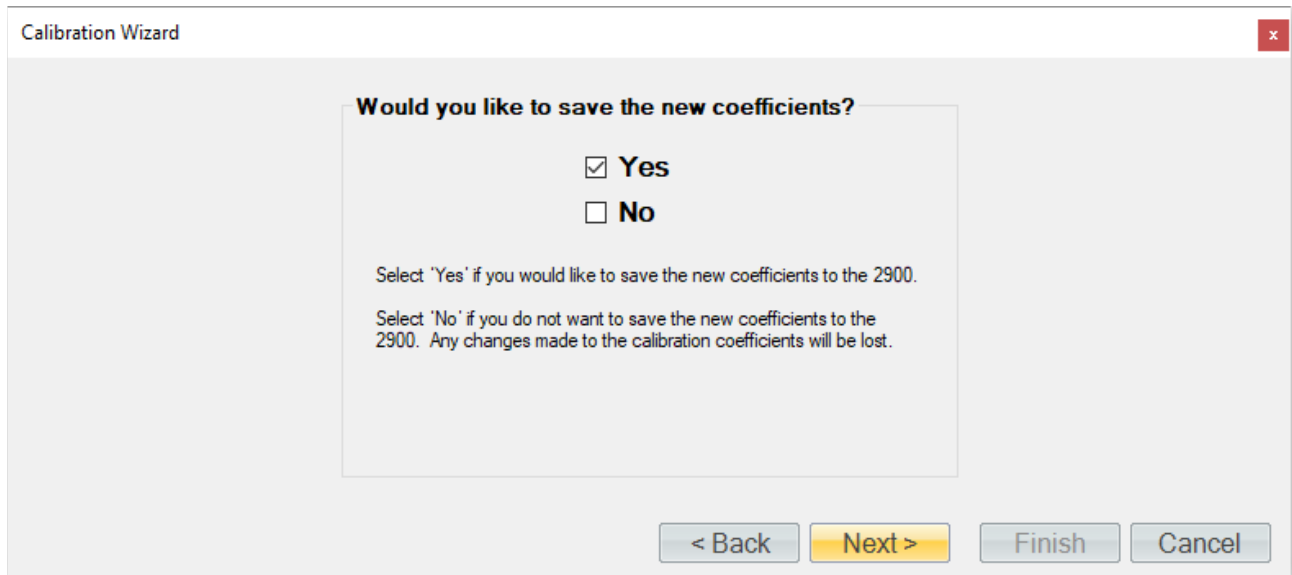 Calibration Wizard
x
Would you like to save the new coefficients?
Yes
No
Select 'Yes' if you would like to save the new coefficients to the 2900.
Select 'No' if you do not want to save the new coefficients to the
2900. Any changes made to the calibration coefficients will be lost.
< Back Next > Finish Cancel